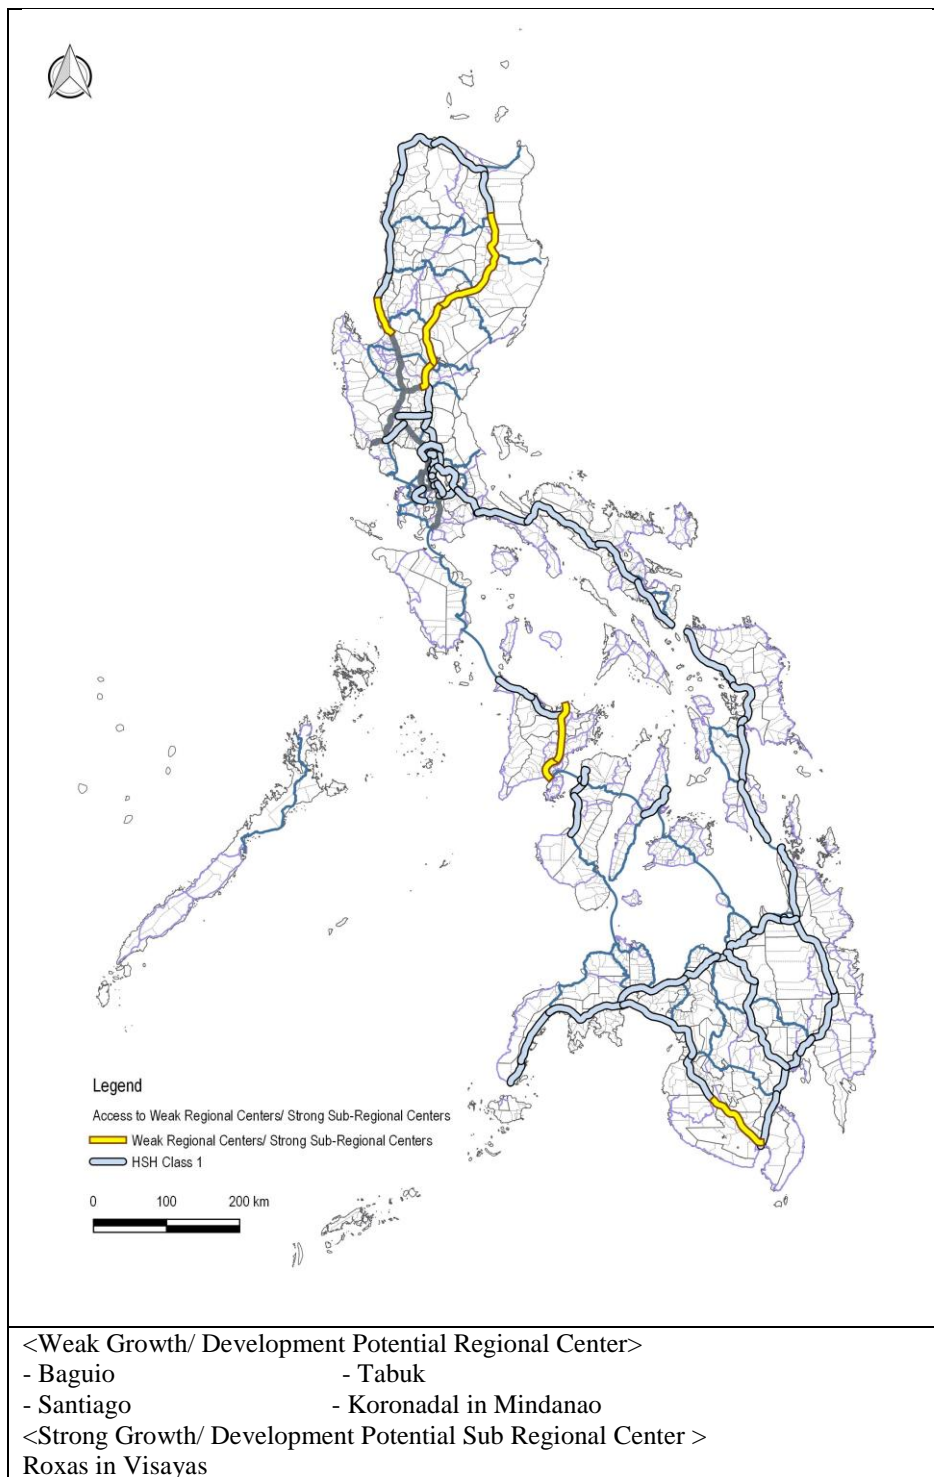 Legend
Access to Weak Regional Centers/ Strong Sub-Regional Centers
Weak Regional Centers/ Strong Sub-Regional Centers
HSH Class 1
0 100 200 km
<Weak Growth/ Development Potential Regional Center>
- Baguio - Tabuk
- Santiago - Koronadal in Mindanao
<Strong Growth/ Development Potential Sub Regional Center >
Roxas in Visayas